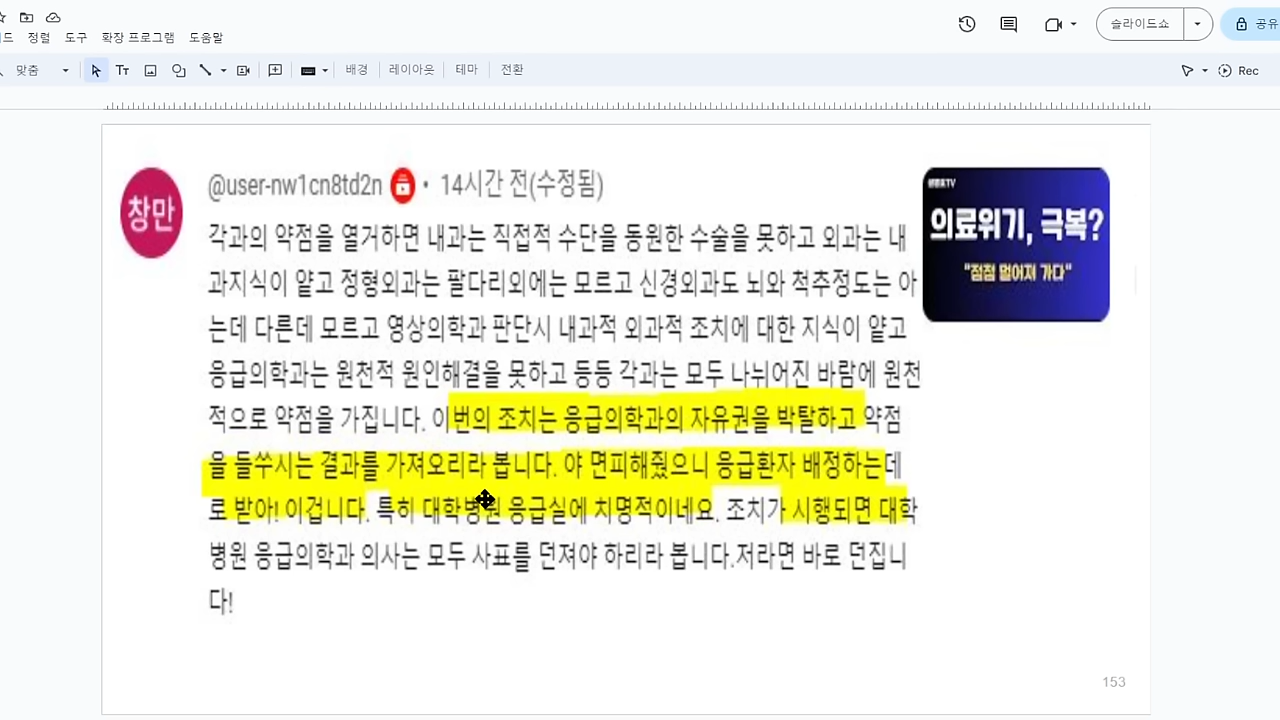 정렬 도구 확장 프로그램 도움말
슬라이드쇼
공유
맞춤
배경
레이아웃
테마
전환
Rec
창만
@user-nw1cn8td2n • 14시간 전(수정됨)
각과의 약점을 열거하면 내과는 직접적 수단을 동원한 수술을 못하고 외과는 내
과지식이 얕고 정형외과는 팔다리외에는 모르고 신경외과도 뇌와 척추정도는 아
는데 다른데 모르고 영상의학과 판단시 내과적 외과적 조치에 대한 지식이 얕고
응급의학과는 원천적 원인해결을 못하고 등등 각과는 모두 나뉘어진 바람에 원천
적으로 약점을 가집니다. 이번의 조치는 응급의학과의 자유권을 박탈하고 약점
을 들쑤시는 결과를 가져오리라 봅니다. 야 면피해줬으니 응급환자 배정하는데
로 받아! 이겁니다. 특히 대학병원 응급실에 치명적이네요. 조치가 시행되면 대학
병원 응급의학과 의사는 모두 사표를 던져야 하리라 봅니다.저라면 바로 던집니
다!
의료위기, 극복?
"점점 멀어져 가다"
153